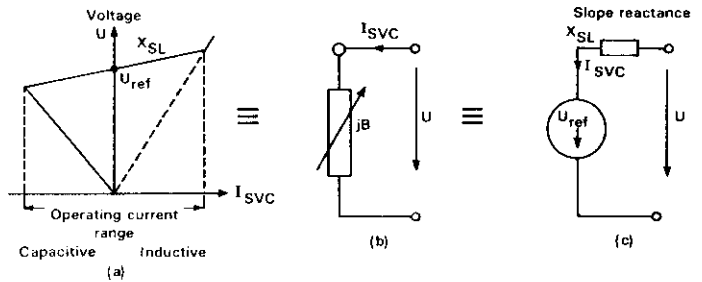 Voltage
U
X_SL
U_ref
I_SVC
Operating current
range
Capacitive Inductive
(a)
≡
I_SVC
jB
U
(b)
≡
Slope reactance
X_SL
I_SVC
U_ref
U
(c)